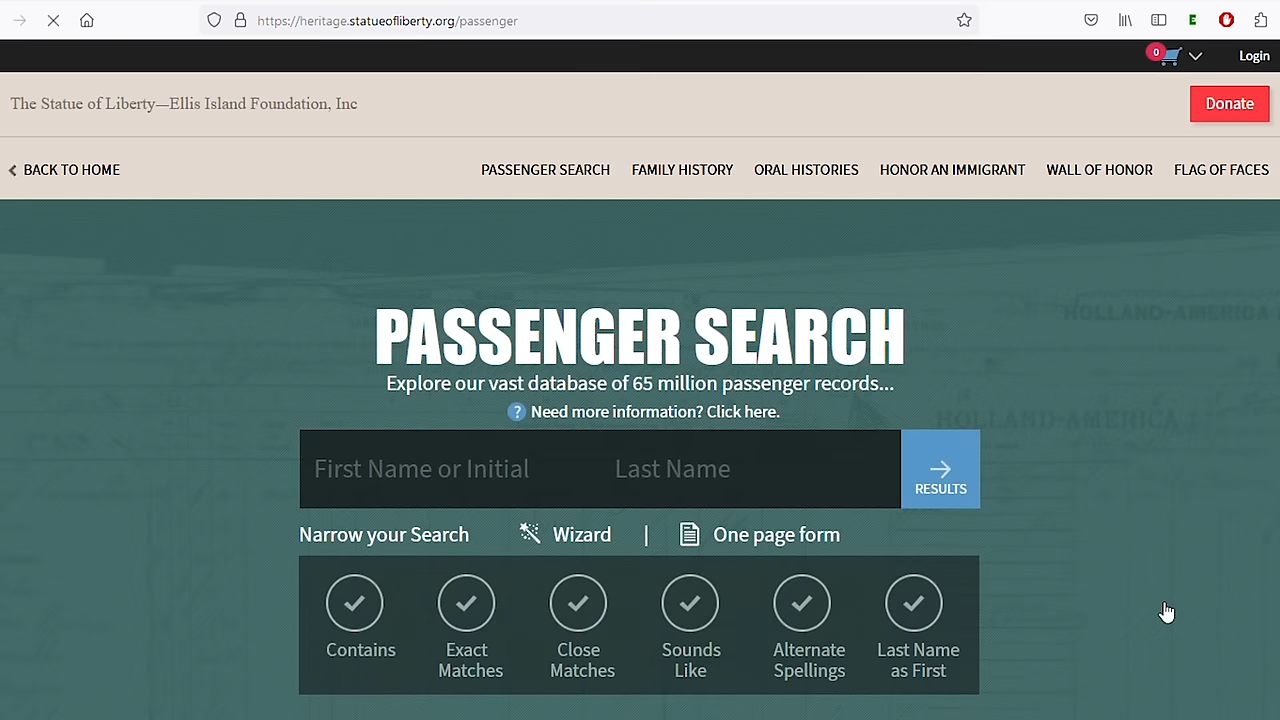 https://heritage.statueofliberty.org/passenger
E
0
Login
The Statue of Liberty—Ellis Island Foundation, Inc
Donate
BACK TO HOME
PASSENGER SEARCH
FAMILY HISTORY
ORAL HISTORIES
HONOR AN IMMIGRANT
WALL OF HONOR
FLAG OF FACES
HOLLAND-AMERICA
PASSENGER SEARCH
Explore our vast database of 65 million passenger records...
? Need more information? Click here.
HOLLAND-AMERICA
First Name or Initial
Last Name
RESULTS
Narrow your Search
Wizard
|
One page form
Contains
Exact
Matches
Close
Matches
Sounds
Like
Alternate
Spellings
Last Name
as First